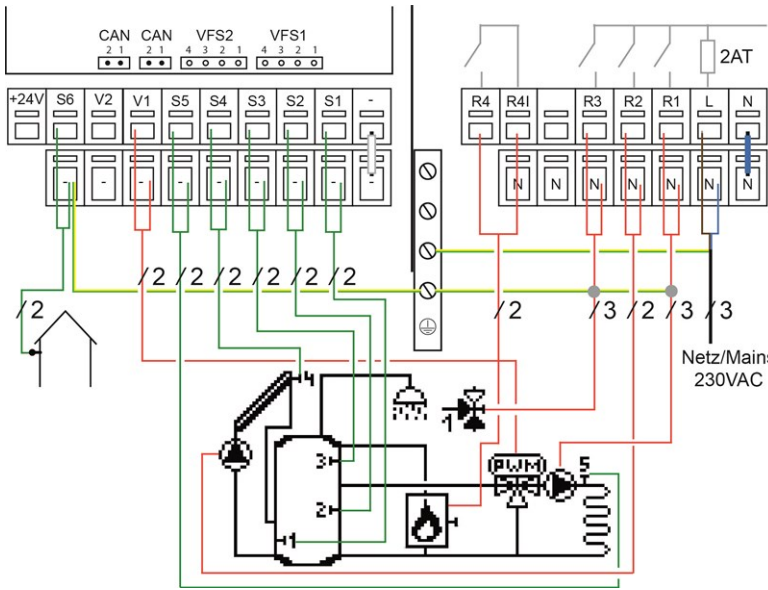 CAN CAN VFS2 VFS1
2 1 2 1 4 3 2 1 4 3 2 1
2AT
+24V S6 V2 V1 S5 S4 S3 S2 S1 -
R4 R4I R3 R2 R1 L N
- - - - - - - - -
N N N N N N N
/2 /2 /2 /2 /2 /2
/2
/2 /3 /2 /3 /3
Netz/Mains
230VAC
4
1
PWM 5
3
2
1